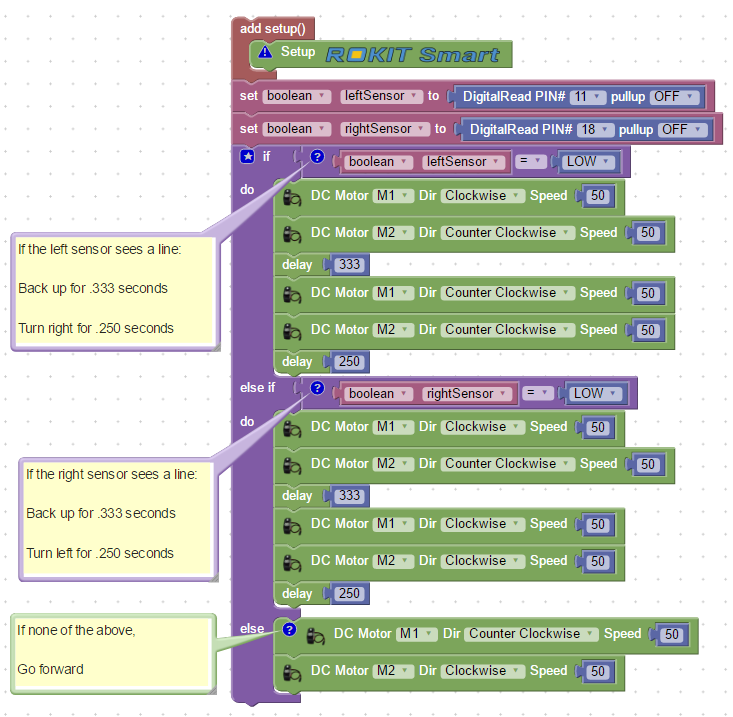 add setup()
Setup ROKIT Smart
set boolean leftSensor to DigitalRead PIN# 11 pullup OFF
set boolean rightSensor to DigitalRead PIN# 18 pullup OFF
if ? boolean leftSensor = LOW
do DC Motor M1 Dir Clockwise Speed 50
DC Motor M2 Dir Counter Clockwise Speed 50
delay 333
DC Motor M1 Dir Counter Clockwise Speed 50
DC Motor M2 Dir Counter Clockwise Speed 50
delay 250
If the left sensor sees a line:
Back up for .333 seconds
Turn right for .250 seconds
else if ? boolean rightSensor = LOW
do DC Motor M1 Dir Clockwise Speed 50
DC Motor M2 Dir Counter Clockwise Speed 50
delay 333
DC Motor M1 Dir Clockwise Speed 50
DC Motor M2 Dir Clockwise Speed 50
delay 250
If the right sensor sees a line:
Back up for .333 seconds
Turn left for .250 seconds
else ? DC Motor M1 Dir Counter Clockwise Speed 50
DC Motor M2 Dir Clockwise Speed 50
If none of the above,
Go forward